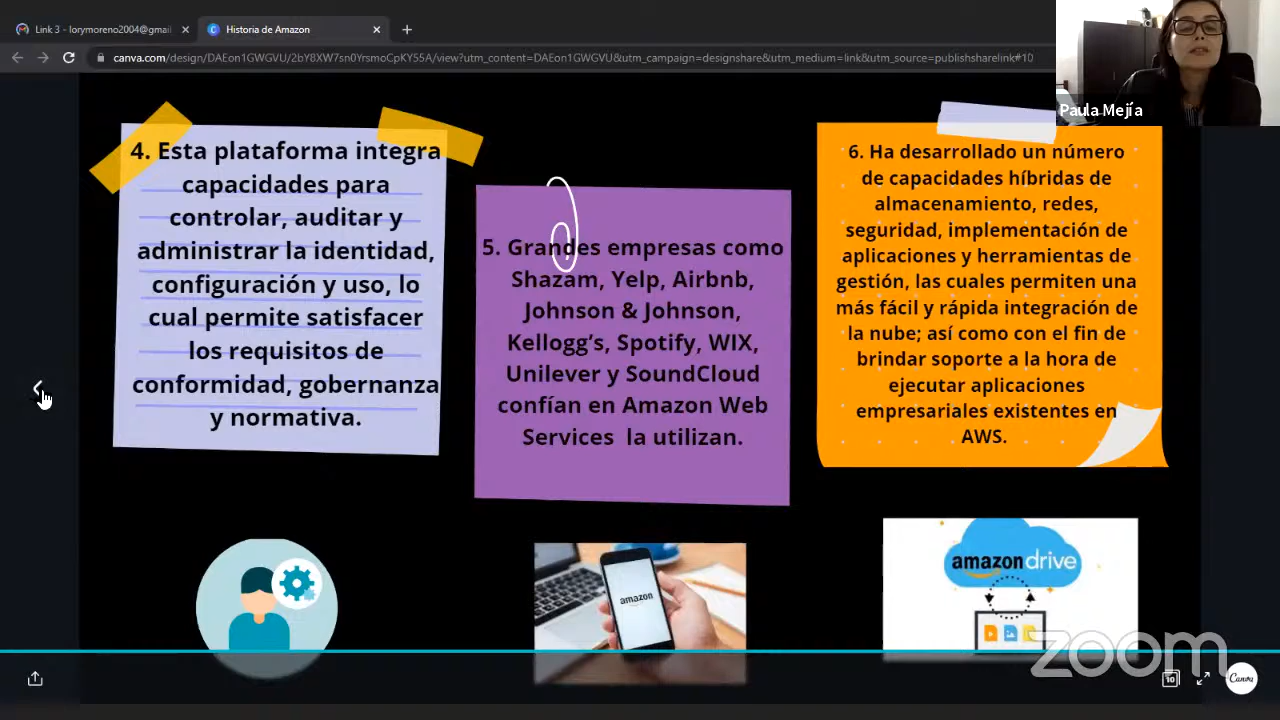 Link 3 - lorymoreno2004@gmai
Historia de Amazon
canva.com/design/DAEon1GWGVU/2bY8XW7sn0YrsmoCpKY55A/view?utm_content=DAEon1GWGVU&utm_campaign=designshare&utm_medium=link&utm_source=publishsharelink#10
Paula Mejía
4. Esta plataforma integra
capacidades para
controlar, auditar y
administrar la identidad,
configuración y uso, lo
cual permite satisfacer
los requisitos de
conformidad, gobernanza
y normativa.
5. Grandes empresas como
Shazam, Yelp, Airbnb,
Johnson & Johnson,
Kellogg's, Spotify, WIX,
Unilever y SoundCloud
confían en Amazon Web
Services la utilizan.
6. Ha desarrollado un número
de capacidades híbridas de
almacenamiento, redes,
seguridad, implementación de
aplicaciones y herramientas de
gestión, las cuales permiten una
más fácil y rápida integración de
la nube; así como con el fin de
brindar soporte a la hora de
ejecutar aplicaciones
empresariales existentes en
AWS.
amazon
amazon drive
zoom
10
Canva